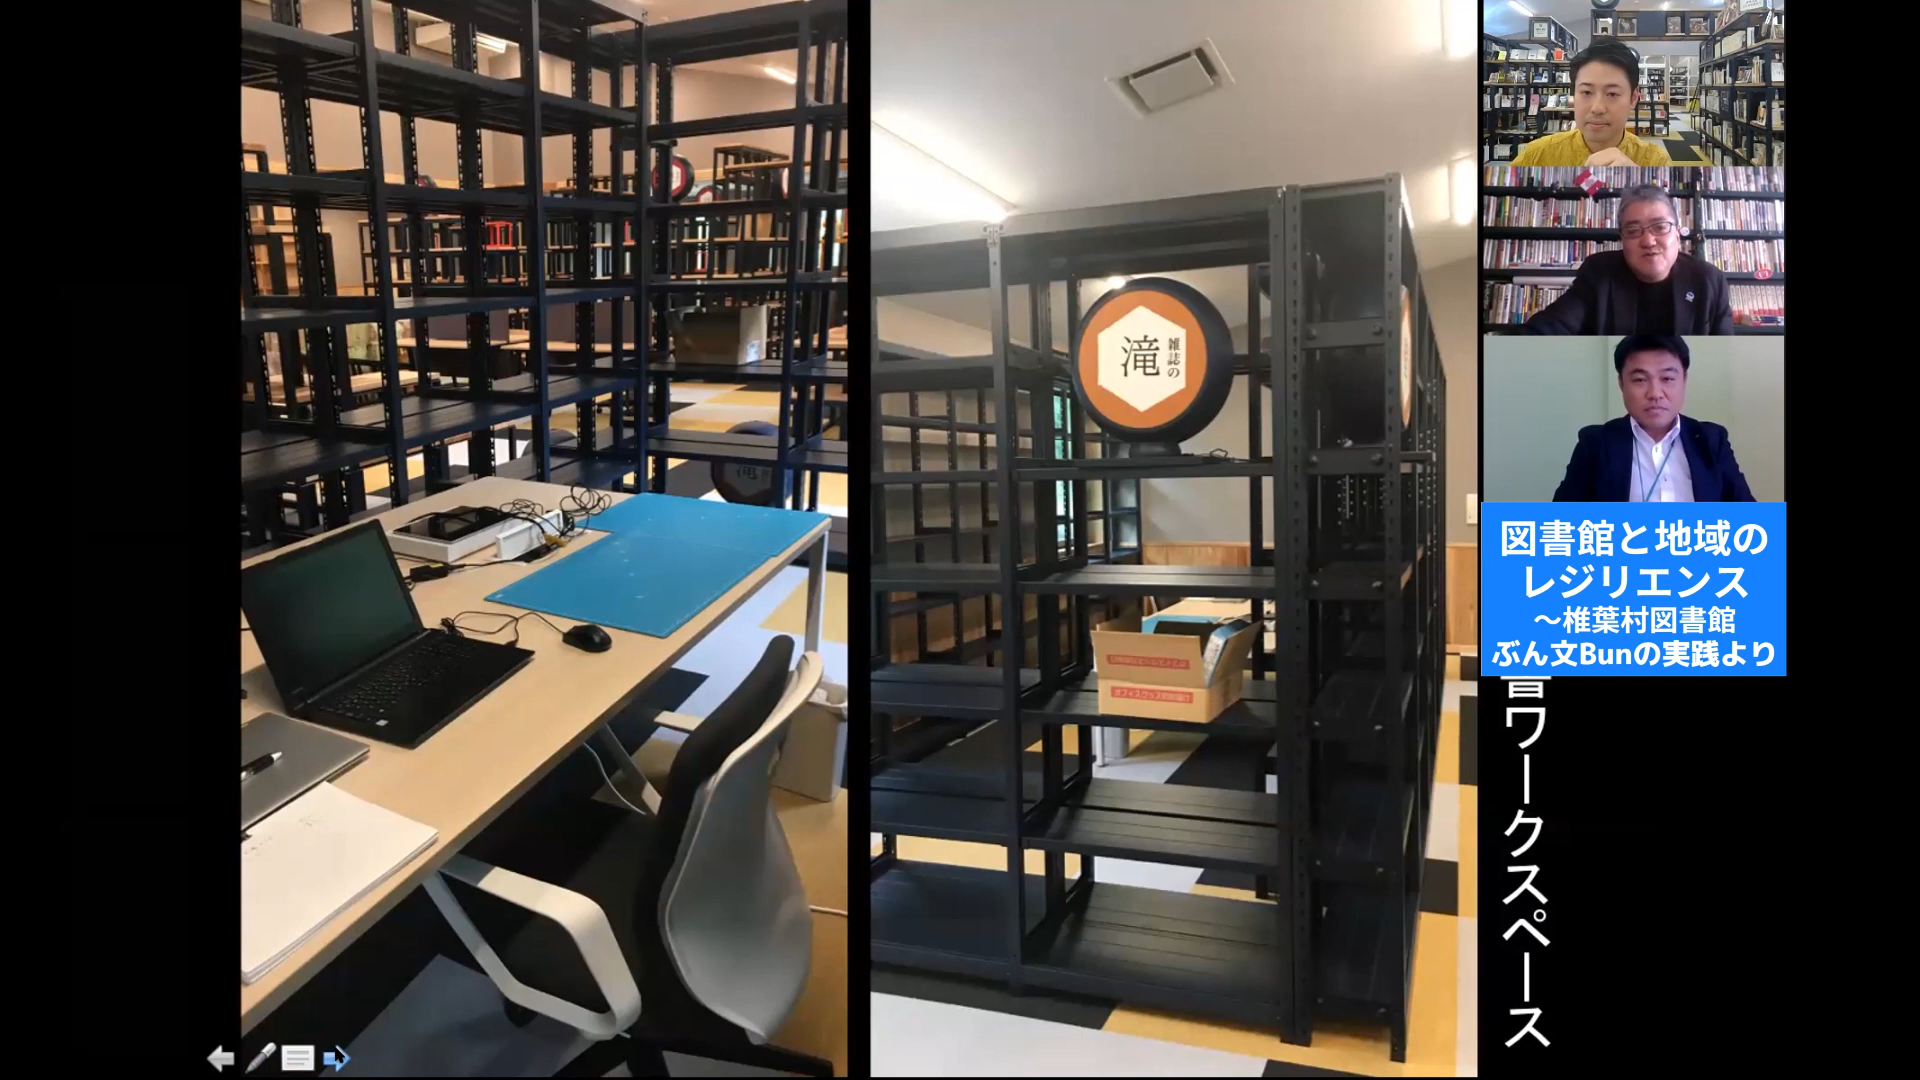 雑誌の
滝
図書館と地域の
レジリエンス
～椎葉村図書館
ぶん文Bunの実践より
書ワークスペース